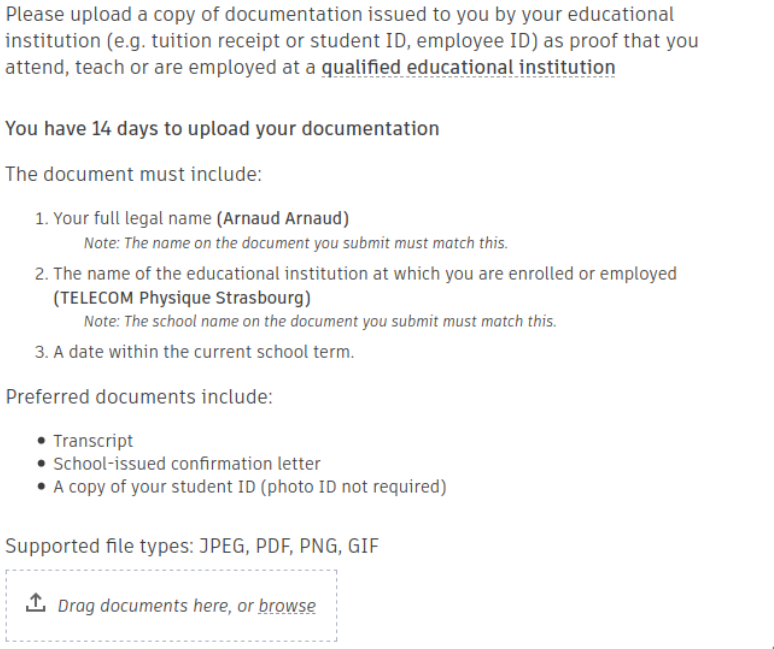 Please upload a copy of documentation issued to you by your educational
institution (e.g. tuition receipt or student ID, employee ID) as proof that you
attend, teach or are employed at a qualified educational institution
You have 14 days to upload your documentation
The document must include:
1. Your full legal name (Arnaud Arnaud)
Note: The name on the document you submit must match this.
2. The name of the educational institution at which you are enrolled or employed
(TELECOM Physique Strasbourg)
Note: The school name on the document you submit must match this.
3. A date within the current school term.
Preferred documents include:
• Transcript
• School-issued confirmation letter
• A copy of your student ID (photo ID not required)
Supported file types: JPEG, PDF, PNG, GIF
Drag documents here, or browse